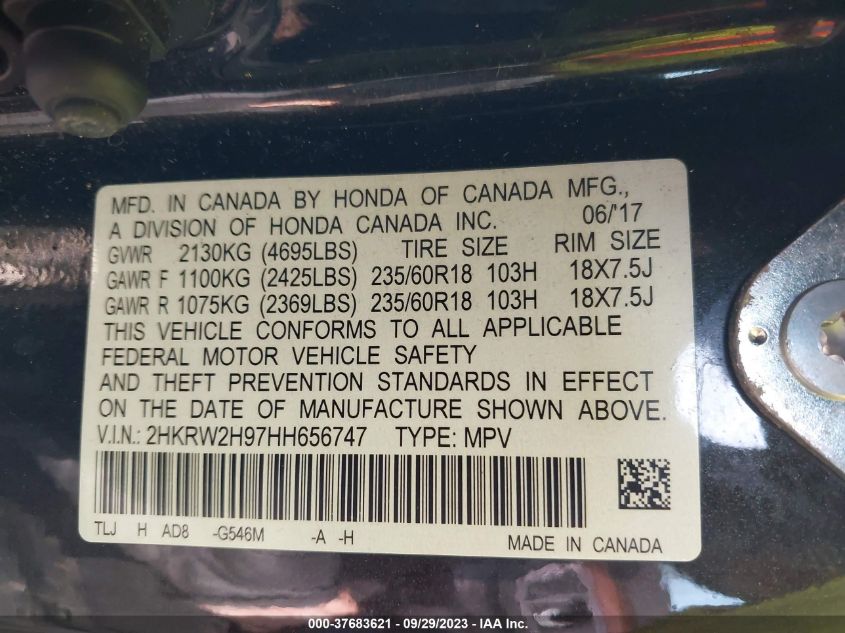 MFD. IN CANADA BY HONDA OF CANADA MFG.,
A DIVISION OF HONDA CANADA INC. 06/'17
GVWR 2130KG (4695LBS) TIRE SIZE RIM SIZE
GAWR F 1100KG (2425LBS) 235/60R18 103H 18X7.5J
GAWR R 1075KG (2369LBS) 235/60R18 103H 18X7.5J
THIS VEHICLE CONFORMS TO ALL APPLICABLE
FEDERAL MOTOR VEHICLE SAFETY
AND THEFT PREVENTION STANDARDS IN EFFECT
ON THE DATE OF MANUFACTURE SHOWN ABOVE.
V.I.N.: 2HKRW2H97HH656747 TYPE: MPV
TLJ H AD8 -G546M -A -H
MADE IN CANADA
000-37683621 / 09/29/2023 - IAA Inc.